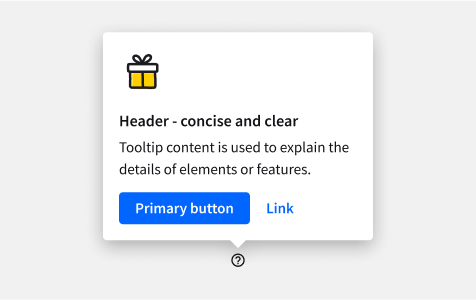 Header - concise and clear
Tooltip content is used to explain the
details of elements or features.
Primary button Link
?